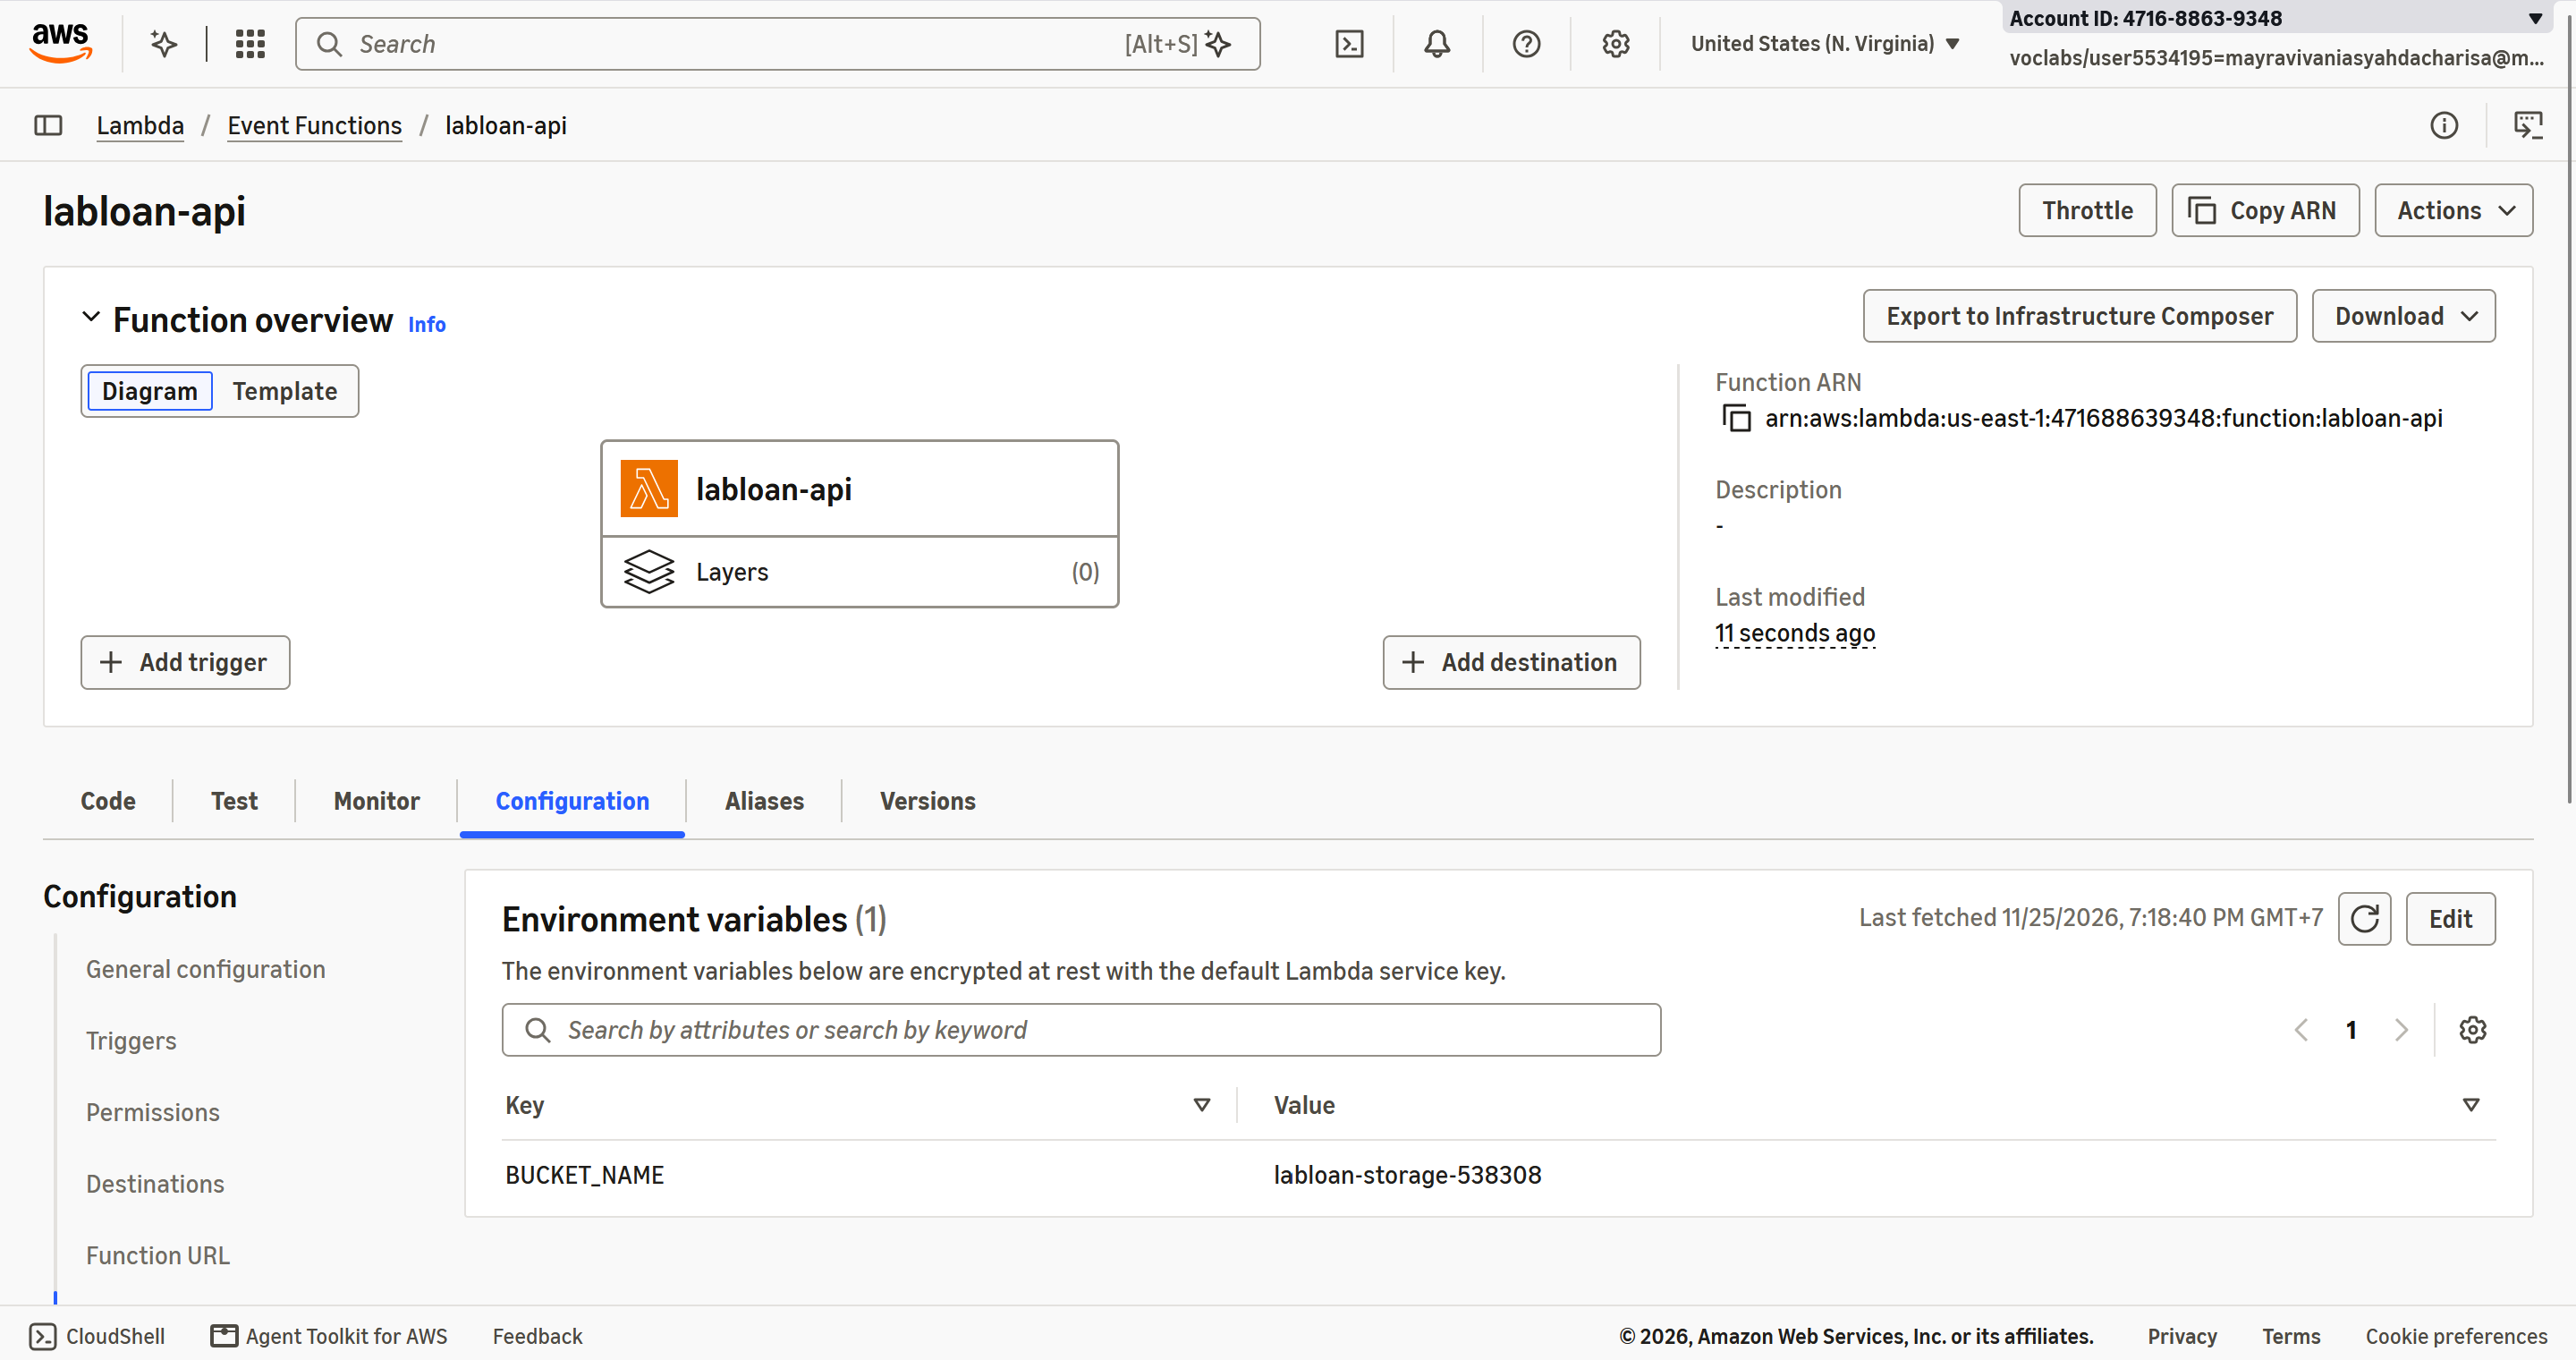 aws
Search [Alt+S]
United States (N. Virginia)
Account ID: 4716-8863-9348
voclabs/user5534195=mayravivaniasyahdacharisa@m...
Lambda / Event Functions / labloan-api
labloan-api
Throttle Copy ARN Actions
Function overview Info
Export to Infrastructure Composer Download
Diagram Template
labloan-api
Layers (0)
Add trigger
Add destination
Function ARN
arn:aws:lambda:us-east-1:471688639348:function:labloan-api
Description
-
Last modified
11 seconds ago
Code Test Monitor Configuration Aliases Versions
Configuration
General configuration
Triggers
Permissions
Destinations
Function URL
Environment variables (1)
Last fetched 11/25/2026, 7:18:40 PM GMT+7 Edit
The environment variables below are encrypted at rest with the default Lambda service key.
Search by attributes or search by keyword
1
Key Value
BUCKET_NAME labloan-storage-538308
CloudShell Agent Toolkit for AWS Feedback
© 2026, Amazon Web Services, Inc. or its affiliates. Privacy Terms Cookie preferences